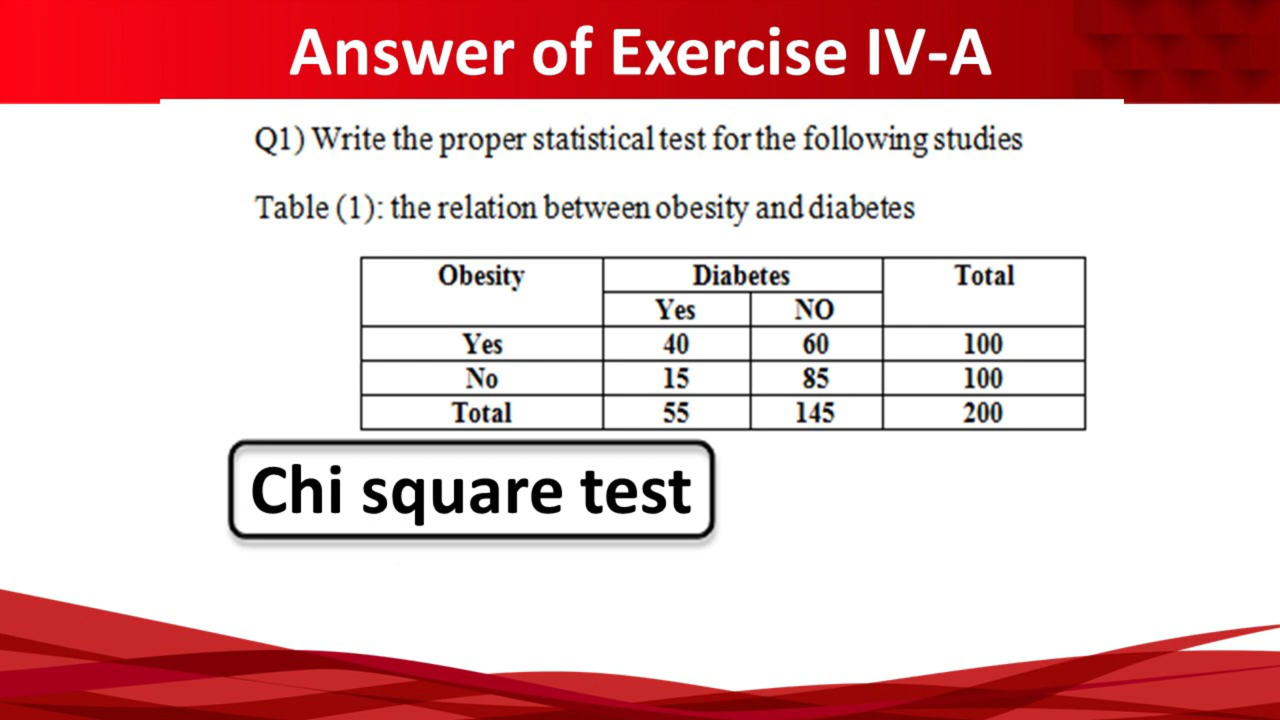 Answer of Exercise IV-A
Q1) Write the proper statistical test for the following studies
Table (1): the relation between obesity and diabetes
Obesity Diabetes Total
Yes NO
Yes 40 60 100
No 15 85 100
Total 55 145 200
Chi square test